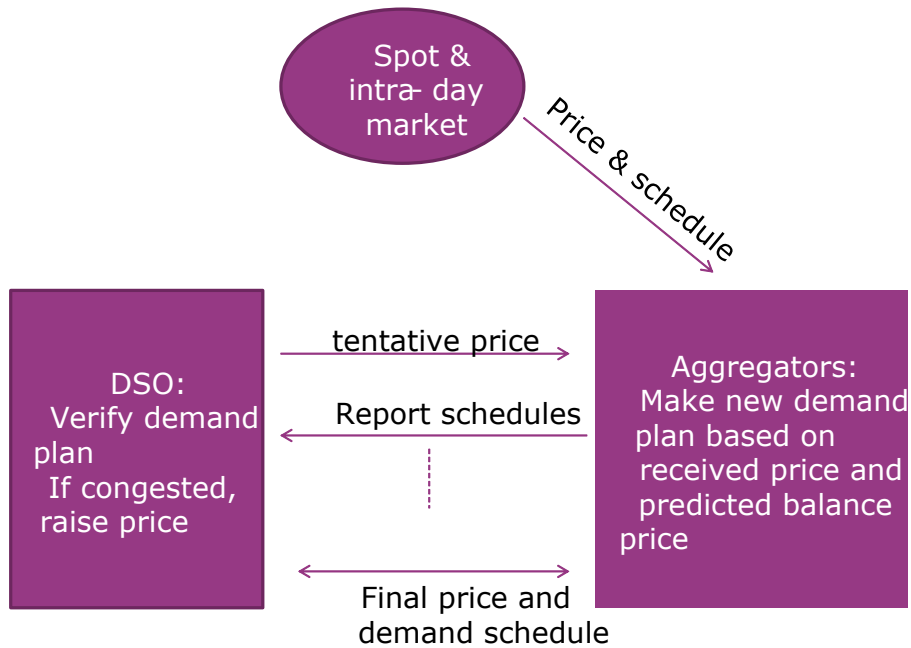 Spot &
intra- day
market
Price & schedule
tentative price
Report schedules
DSO:
Verify demand
plan
If congested,
raise price
Aggregators:
Make new demand
plan based on
received price and
predicted balance
price
Final price and
demand schedule